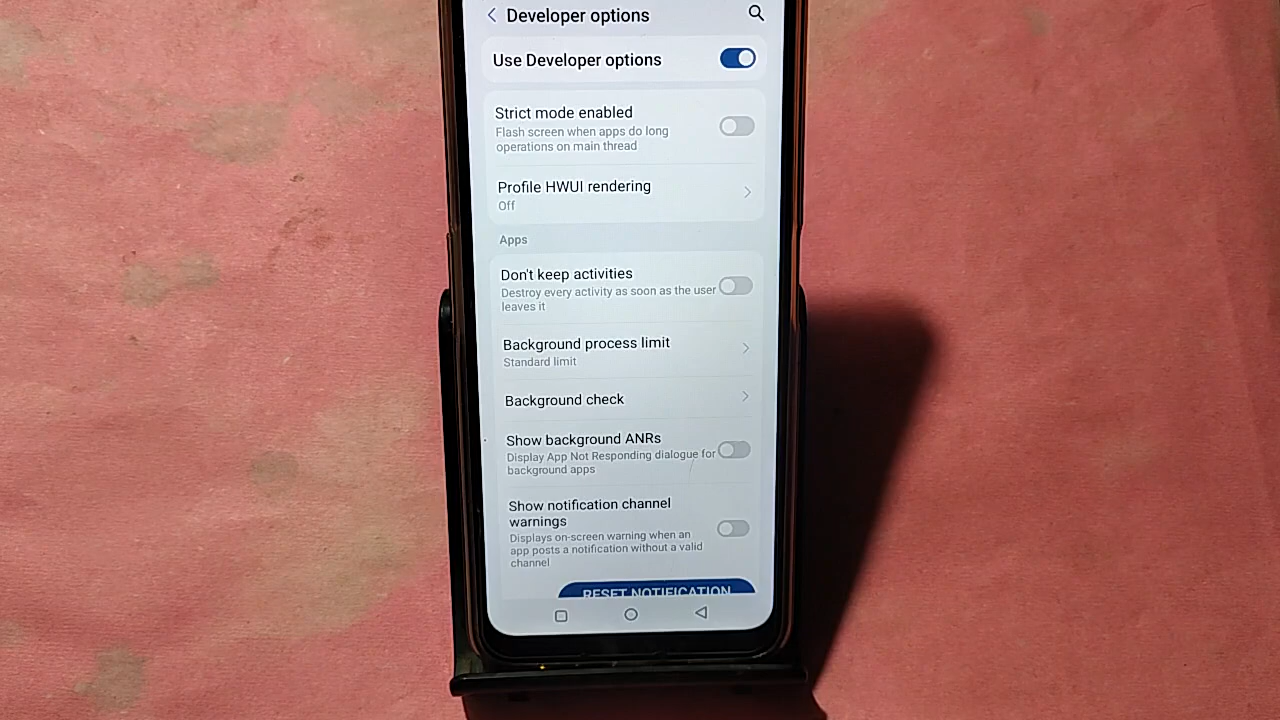 Developer options
Use Developer options
Strict mode enabled
Flash screen when apps do long
operations on main thread
Profile HWUI rendering
Off
Apps
Don't keep activities
Destroy every activity as soon as the user
leaves it
Background process limit
Standard limit
Background check
Show background ANRs
Display App Not Responding dialogue for
background apps
Show notification channel
warnings
Displays on-screen warning when an
app posts a notification without a valid
channel
RESET NOTIFICATION